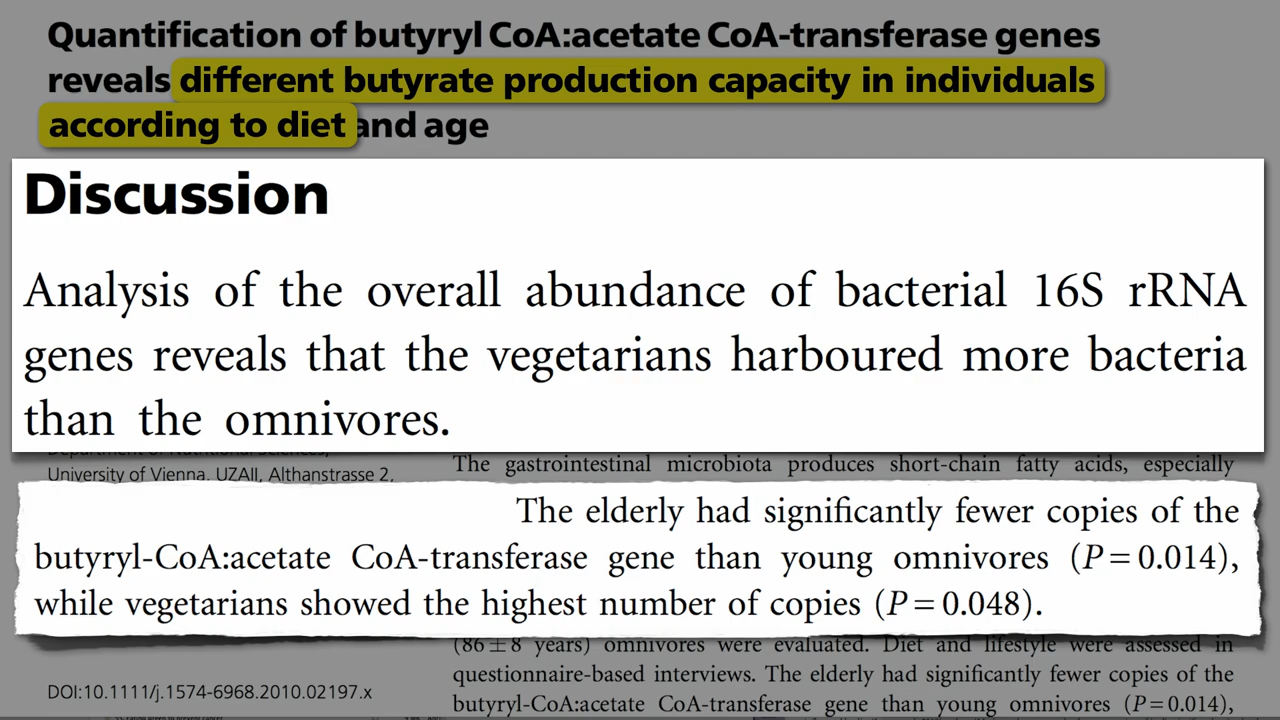 Quantification of butyryl CoA:acetate CoA-transferase genes
reveals different butyrate production capacity in individuals
according to diet and age
Discussion
Analysis of the overall abundance of bacterial 16S rRNA
genes reveals that the vegetarians harboured more bacteria
than the omnivores.
Department of Nutritional Sciences,
University of Vienna, UZAII, Althanstrasse 2,
The gastrointestinal microbiota produces short-chain fatty acids, especially
The elderly had significantly fewer copies of the
butyryl-CoA:acetate CoA-transferase gene than young omnivores (P = 0.014),
while vegetarians showed the highest number of copies (P = 0.048).
(86 ± 8 years) omnivores were evaluated. Diet and lifestyle were assessed in
questionnaire-based interviews. The elderly had significantly fewer copies of the
DOI:10.1111/j.1574-6968.2010.02197.x
butyryl-CoA:acetate CoA-transferase gene than young omnivores (P = 0.014),